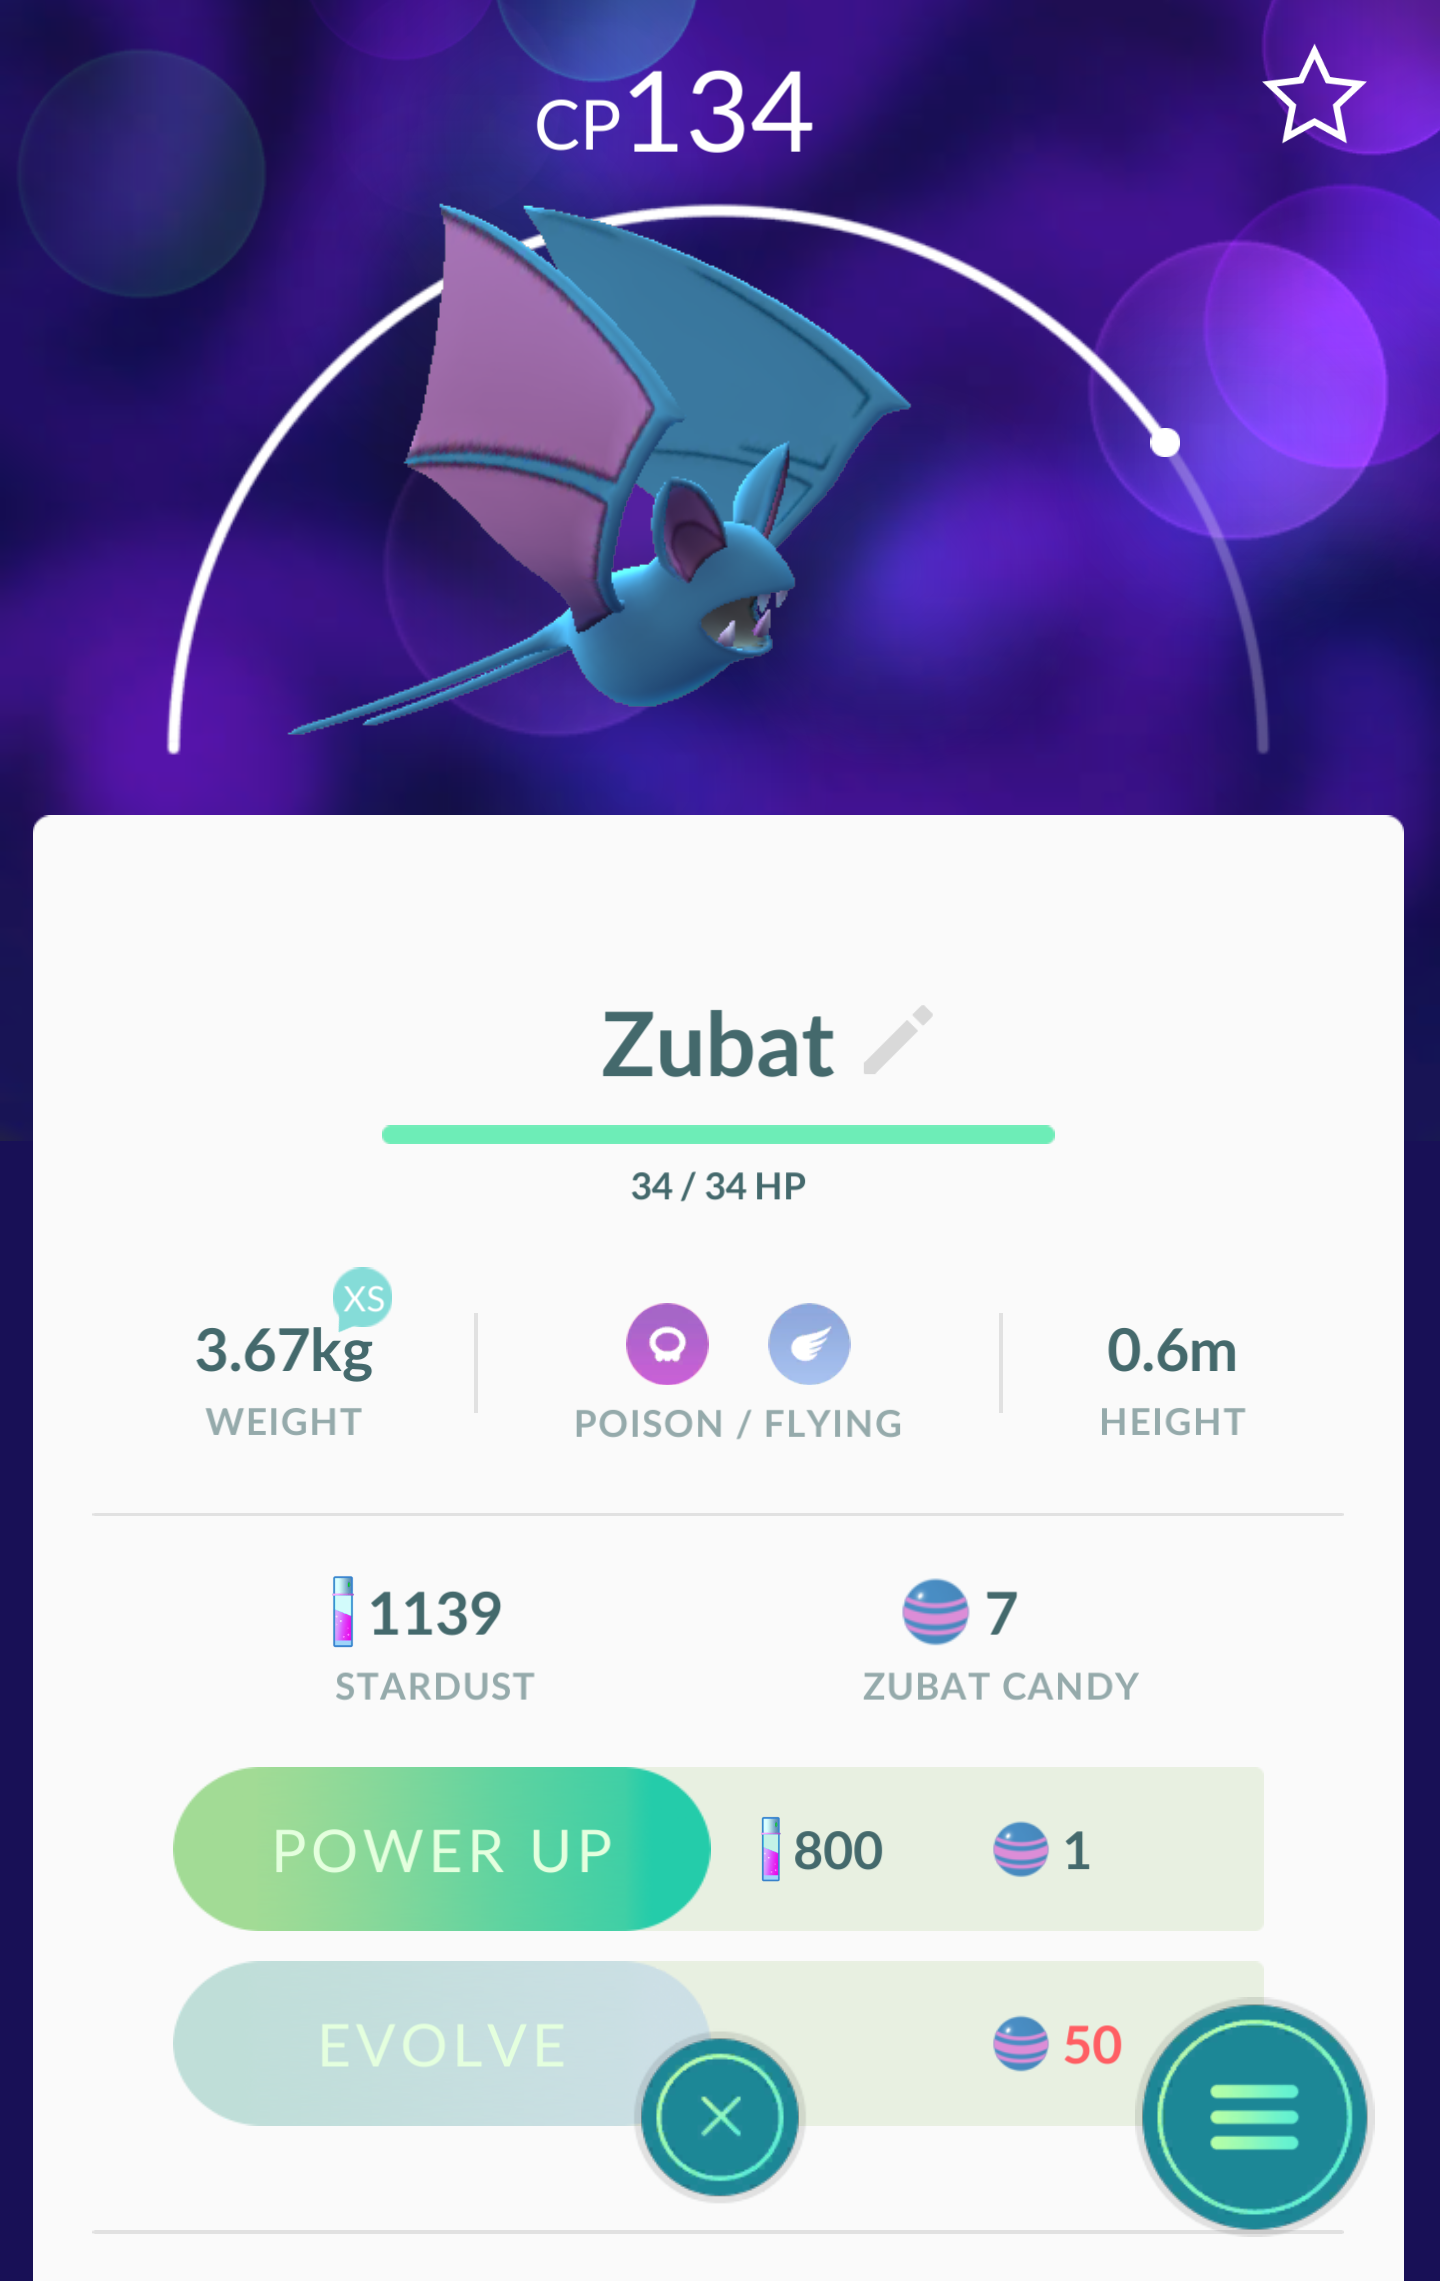 CP134
Zubat
34 / 34 HP
XS
3.67kg
WEIGHT
POISON / FLYING
0.6m
HEIGHT
1139
STARDUST
7
ZUBAT CANDY
POWER UP 800 1
EVOLVE 50